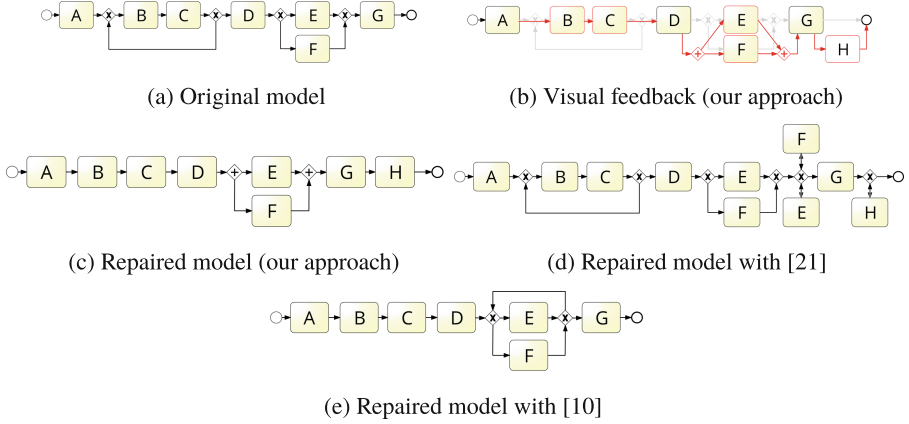 A B C D E G
F
(a) Original model
A B C D E G
F H
(b) Visual feedback (our approach)
A B C D E G H
F
(c) Repaired model (our approach)
F
A B C D E G
F E H
(d) Repaired model with [21]
A B C D E G
F
(e) Repaired model with [10]